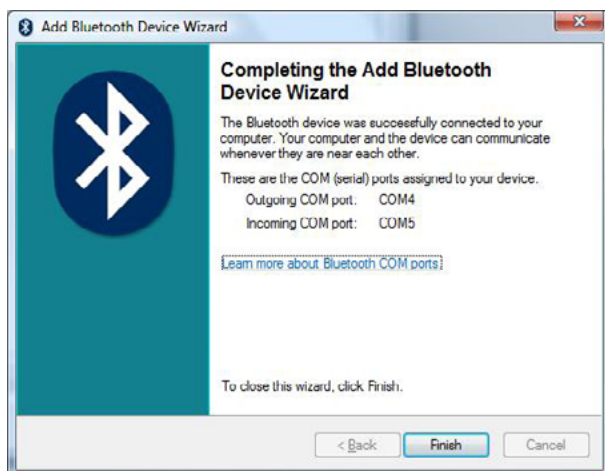 Add Bluetooth Device Wizard
Completing the Add Bluetooth
Device Wizard
The Bluetooth device was successfully connected to your
computer. Your computer and the device can communicate
whenever they are near each other.
These are the COM (serial) ports assigned to your device.
Outgoing COM port: COM4
Incoming COM port: COM5
Learn more about Bluetooth COM ports
To close this wizard, click Finish.
< Back Finish Cancel